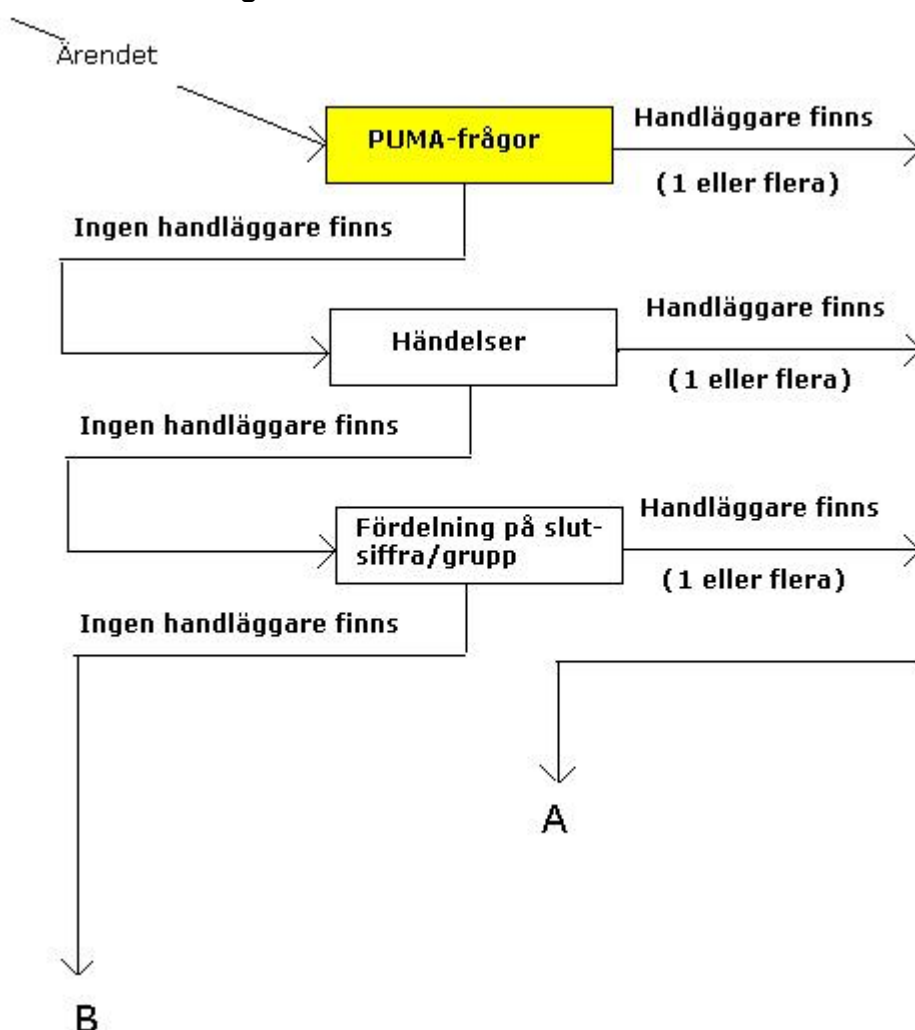 Ärendet
PUMA-frågor
Handläggare finns
(1 eller flera)
Ingen handläggare finns
Händelser
Handläggare finns
(1 eller flera)
Ingen handläggare finns
Fördelning på slut-
siffra/grupp
Handläggare finns
(1 eller flera)
Ingen handläggare finns
A
B